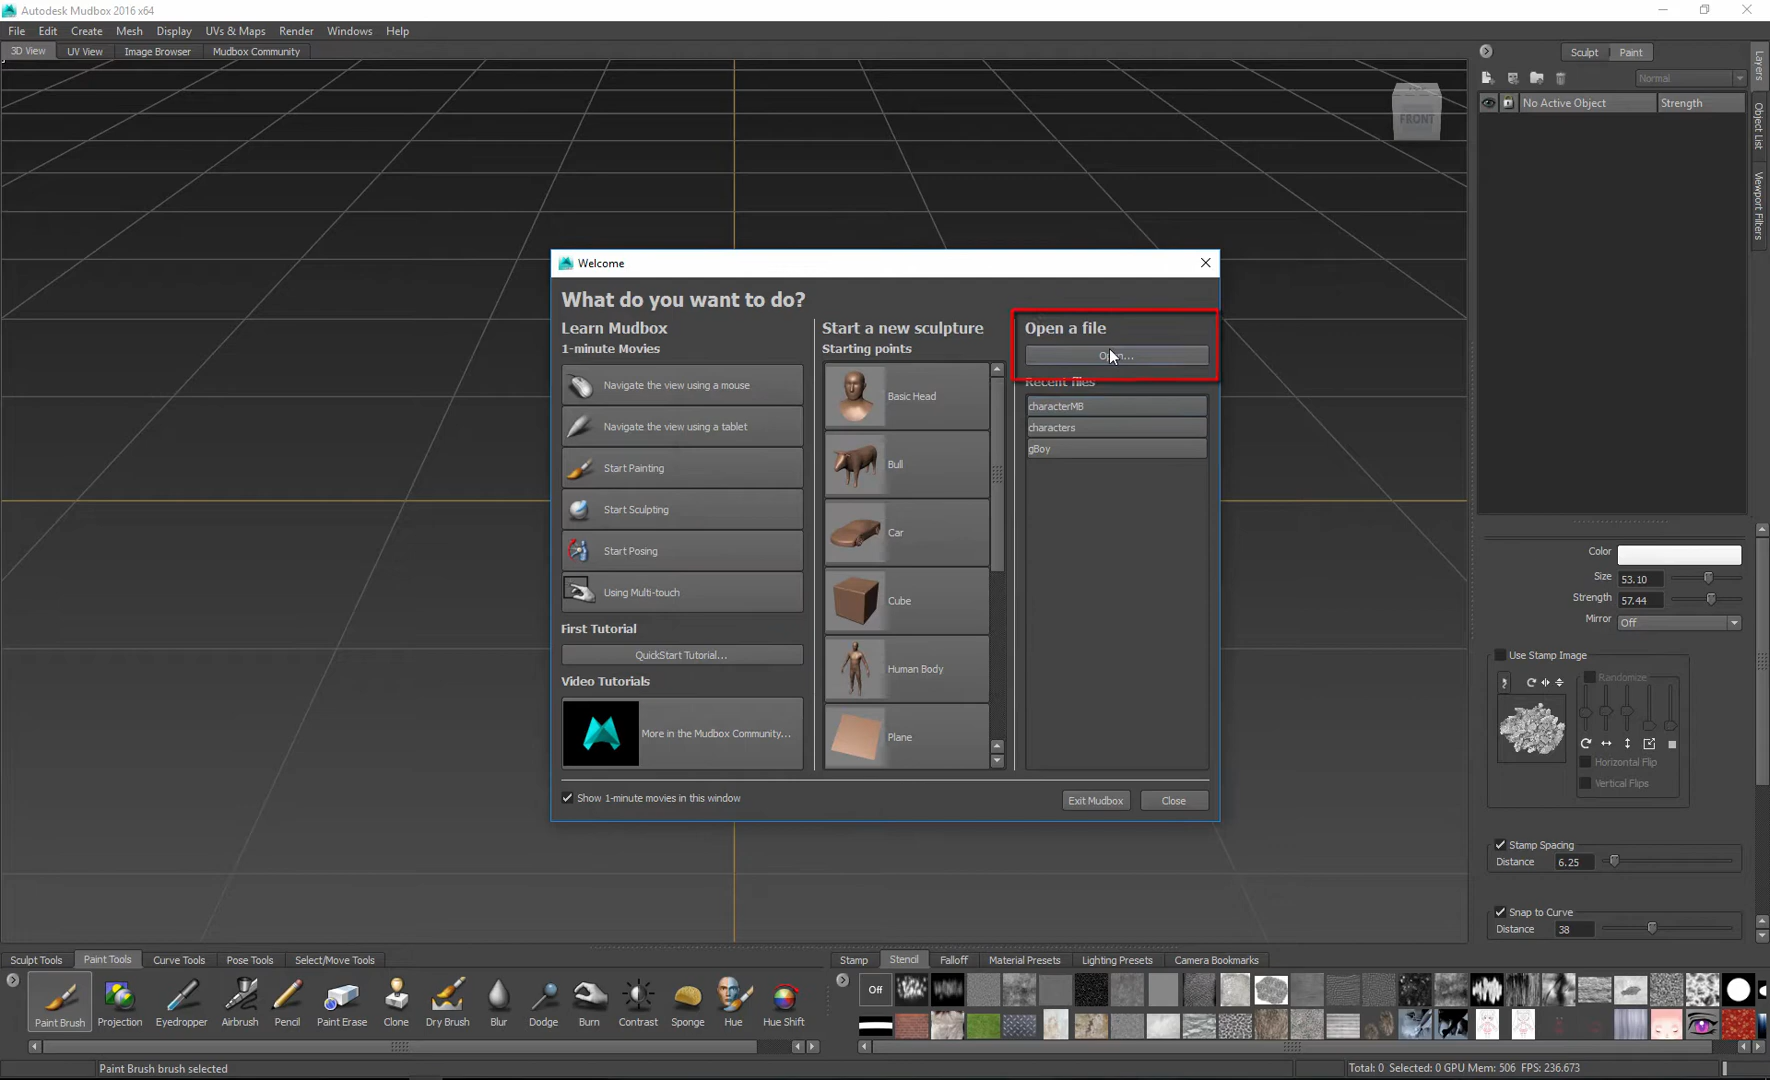 Autodesk Mudbox 2016 x64
File Edit Create Mesh Display UVs & Maps Render Windows Help
3D View UV View Image Browser Mudbox Community
Sculpt Paint
Normal
No Active Object Strength
Layers
Object List
Viewport Filters
FRONT
Welcome
What do you want to do?
Learn Mudbox
1-minute Movies
Navigate the view using a mouse
Navigate the view using a tablet
Start Painting
Start Sculpting
Start Posing
Using Multi-touch
First Tutorial
QuickStart Tutorial...
Video Tutorials
More in the Mudbox Community...
Start a new sculpture
Starting points
Basic Head
Bull
Car
Cube
Human Body
Plane
Open a file
Recent files
characterMB
characters
gBoy
Show 1-minute movies in this window
Exit Mudbox Close
Color
Size 53.10
Strength 57.44
Mirror Off
Use Stamp Image
Randomize
Horizontal Flip
Vertical Flips
Stamp Spacing
Distance 6.25
Snap to Curve
Distance 38
Sculpt Tools Paint Tools Curve Tools Pose Tools Select/Move Tools
Paint Brush Projection Eyedropper Airbrush Pencil Paint Erase Clone Dry Brush Blur Dodge Burn Contrast Sponge Hue Hue Shift
Stamp Stencil Falloff Material Presets Lighting Presets Camera Bookmarks
Off
Paint Brush brush selected
Total: 0 Selected: 0 GPU Mem: 506 FPS: 236.673